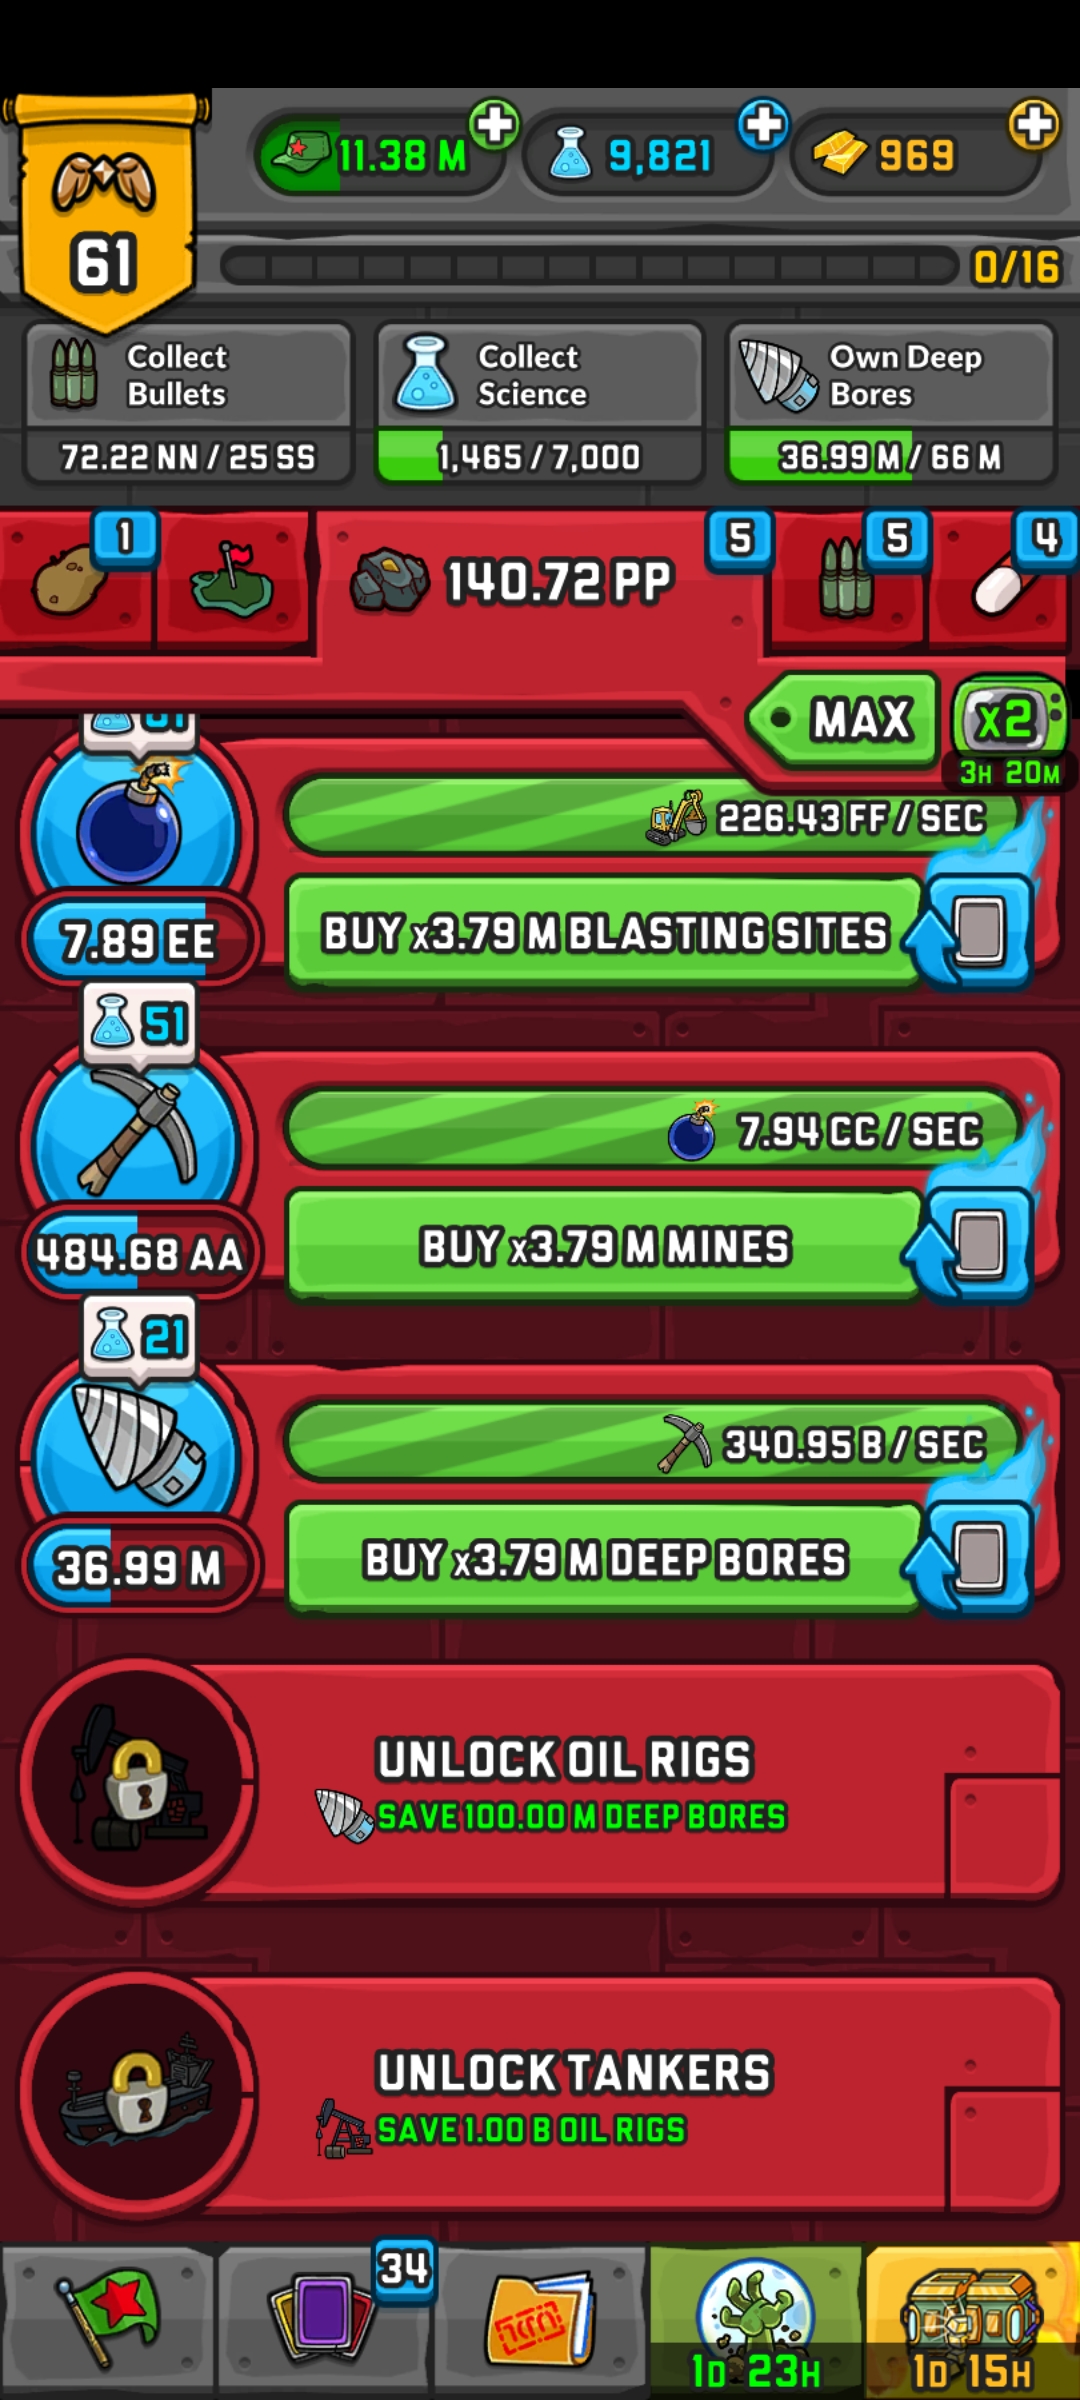 11.38 M
9,821
969
61
0/16
Collect
Bullets
Collect
Science
Own Deep
Bores
72.22 NN / 25 SS
1,465 / 7,000
36.99 M / 66 M
1
140.72 PP
5
5
4
MAX
x2
3H 20M
226.43 FF / SEC
BUY x3.79 M BLASTING SITES
7.89 EE
51
7.94 CC / SEC
BUY x3.79 M MINES
484.68 AA
21
340.95 B / SEC
BUY x3.79 M DEEP BORES
36.99 M
UNLOCK OIL RIGS
SAVE 100.00 M DEEP BORES
UNLOCK TANKERS
SAVE 1.00 B OIL RIGS
34
1D 23H
1D 15H